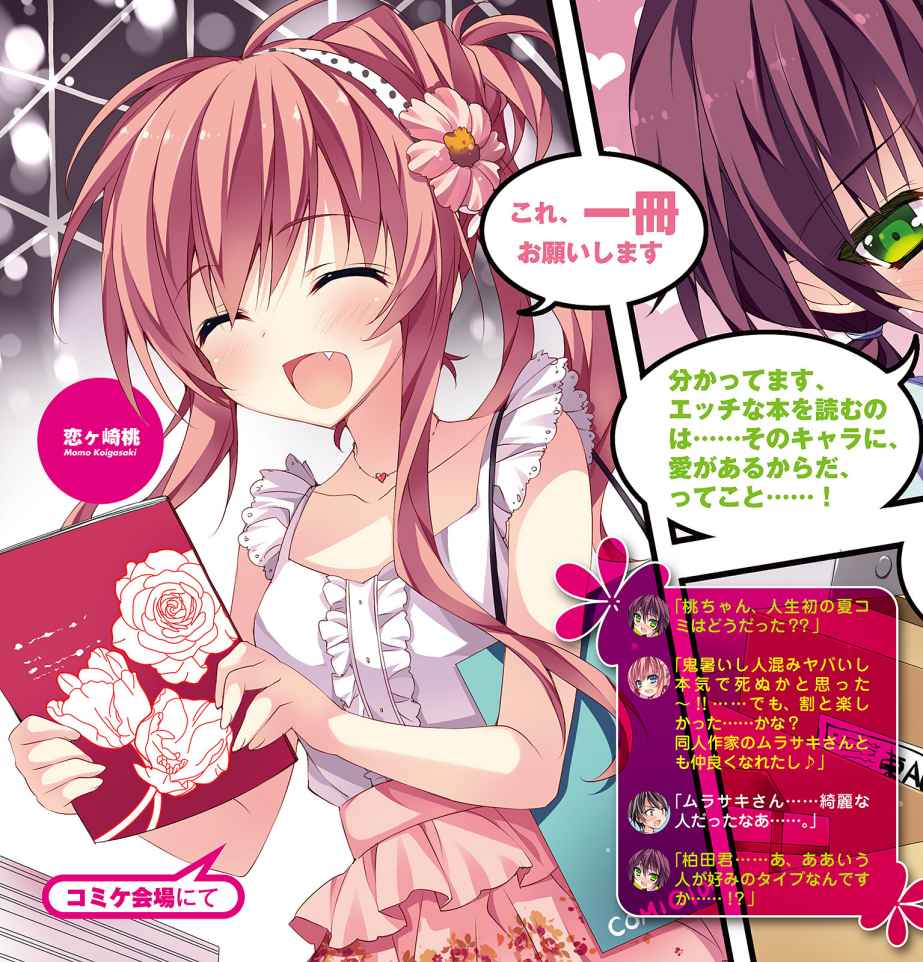 これ、一冊
お願いします
分かってます、
エッチな本を読むの
は……そのキャラに、
愛があるからだ、
ってこと……！
恋ヶ崎桃
Momo Koigasaki
「桃ちゃん、人生初の夏コ
ミはどうだった??」
「鬼暑いし人混みヤバいし
本気で死ぬかと思った
〜!!……でも、割と楽し
かった……かな？
同人作家のムラサキさんと
も仲良くなれたし♪」
「ムラサキさん……綺麗な
人だったなあ……。」
「柏田君……あ、ああいう
人が好みのタイプなんです
か……!?」
コミケ会場にて